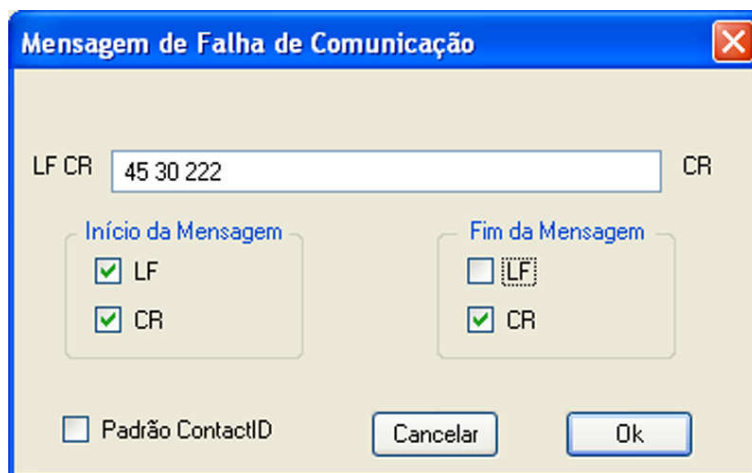 Mensagem de Falha de Comunicação
LF CR 45 30 222 CR
Início da Mensagem Fim da Mensagem
LF LF
CR CR
Padrão ContactID Cancelar Ok